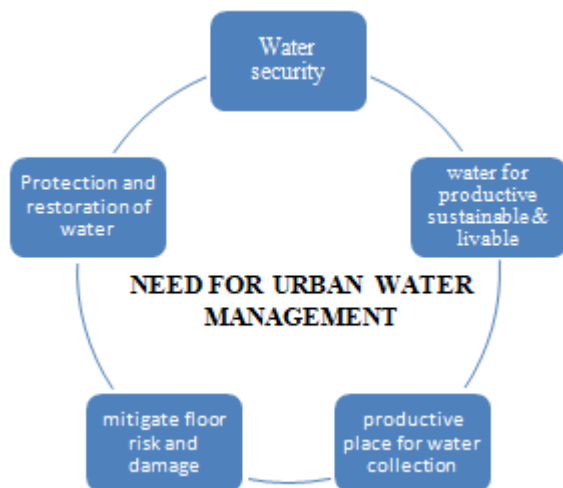 Water
security
Protection and
restoration of
water
water for
productive
sustainable &
livable
NEED FOR URBAN WATER
MANAGEMENT
mitigate floor
risk and
damage
productive
place for water
collection